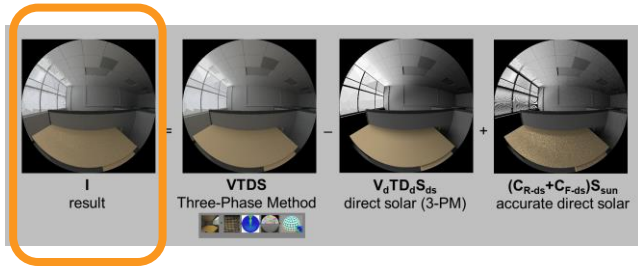 I = VTDS – VdTDdSds + (CR-ds+CF-ds)Ssun
result Three-Phase Method direct solar (3-PM) accurate direct solar